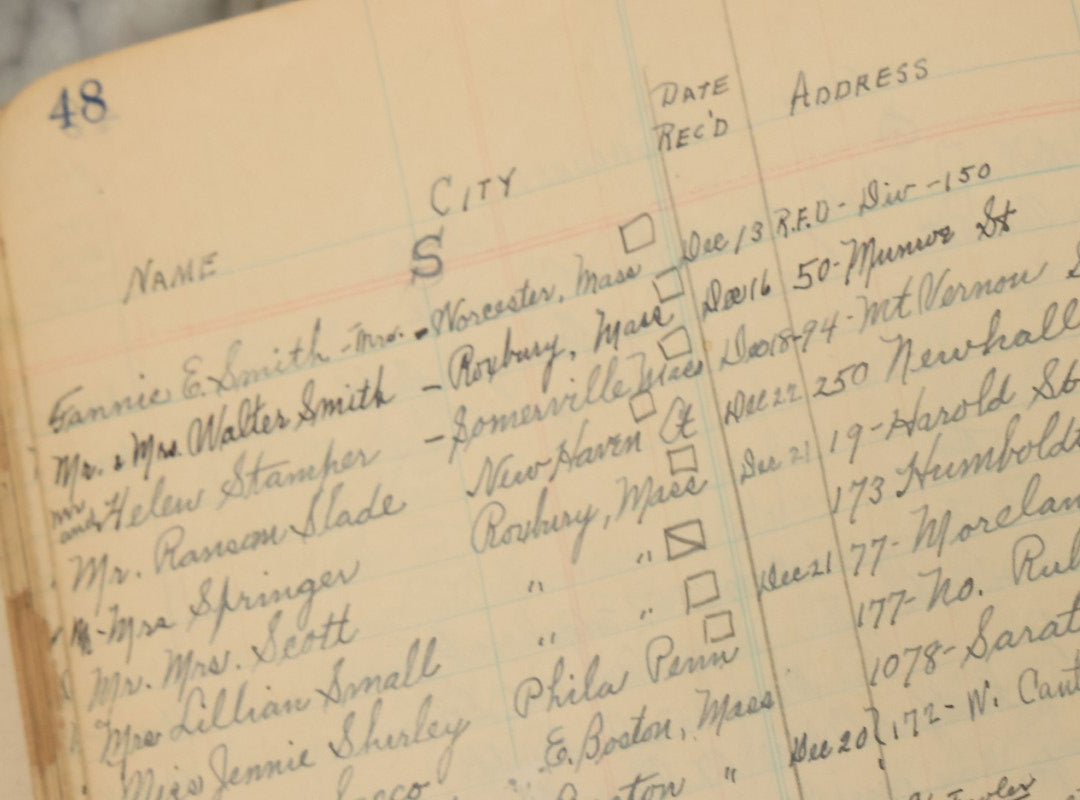 48
DATE REC'D ADDRESS
NAME CITY
S
Fannie E. Smith - Mrs. - Worcester, Mass Dec 13 R.F.D - Div - 150
Mr. & Mrs. Walter Smith - Roxbury, Mass Dec 16 50 - Munroe St
Mr and Helen Stamper - Somerville Mass Dec 18 - 94 - Mt Vernon
Mr. Ransom Slade New Haven Ct Dec 22 250 Newhall
Mrs Springer Roxbury, Mass Dec 21 19 - Harold St
Mr. Mrs. Scott " " 173 Humboldt
Mrs Lillian Small " " Dec 21 77 - Morelan
Miss Jennie Shirley Phila Penn 177 - No.
E. Boston, Mass 1078 - Sarat
" Dec 20 172 - W. Cant